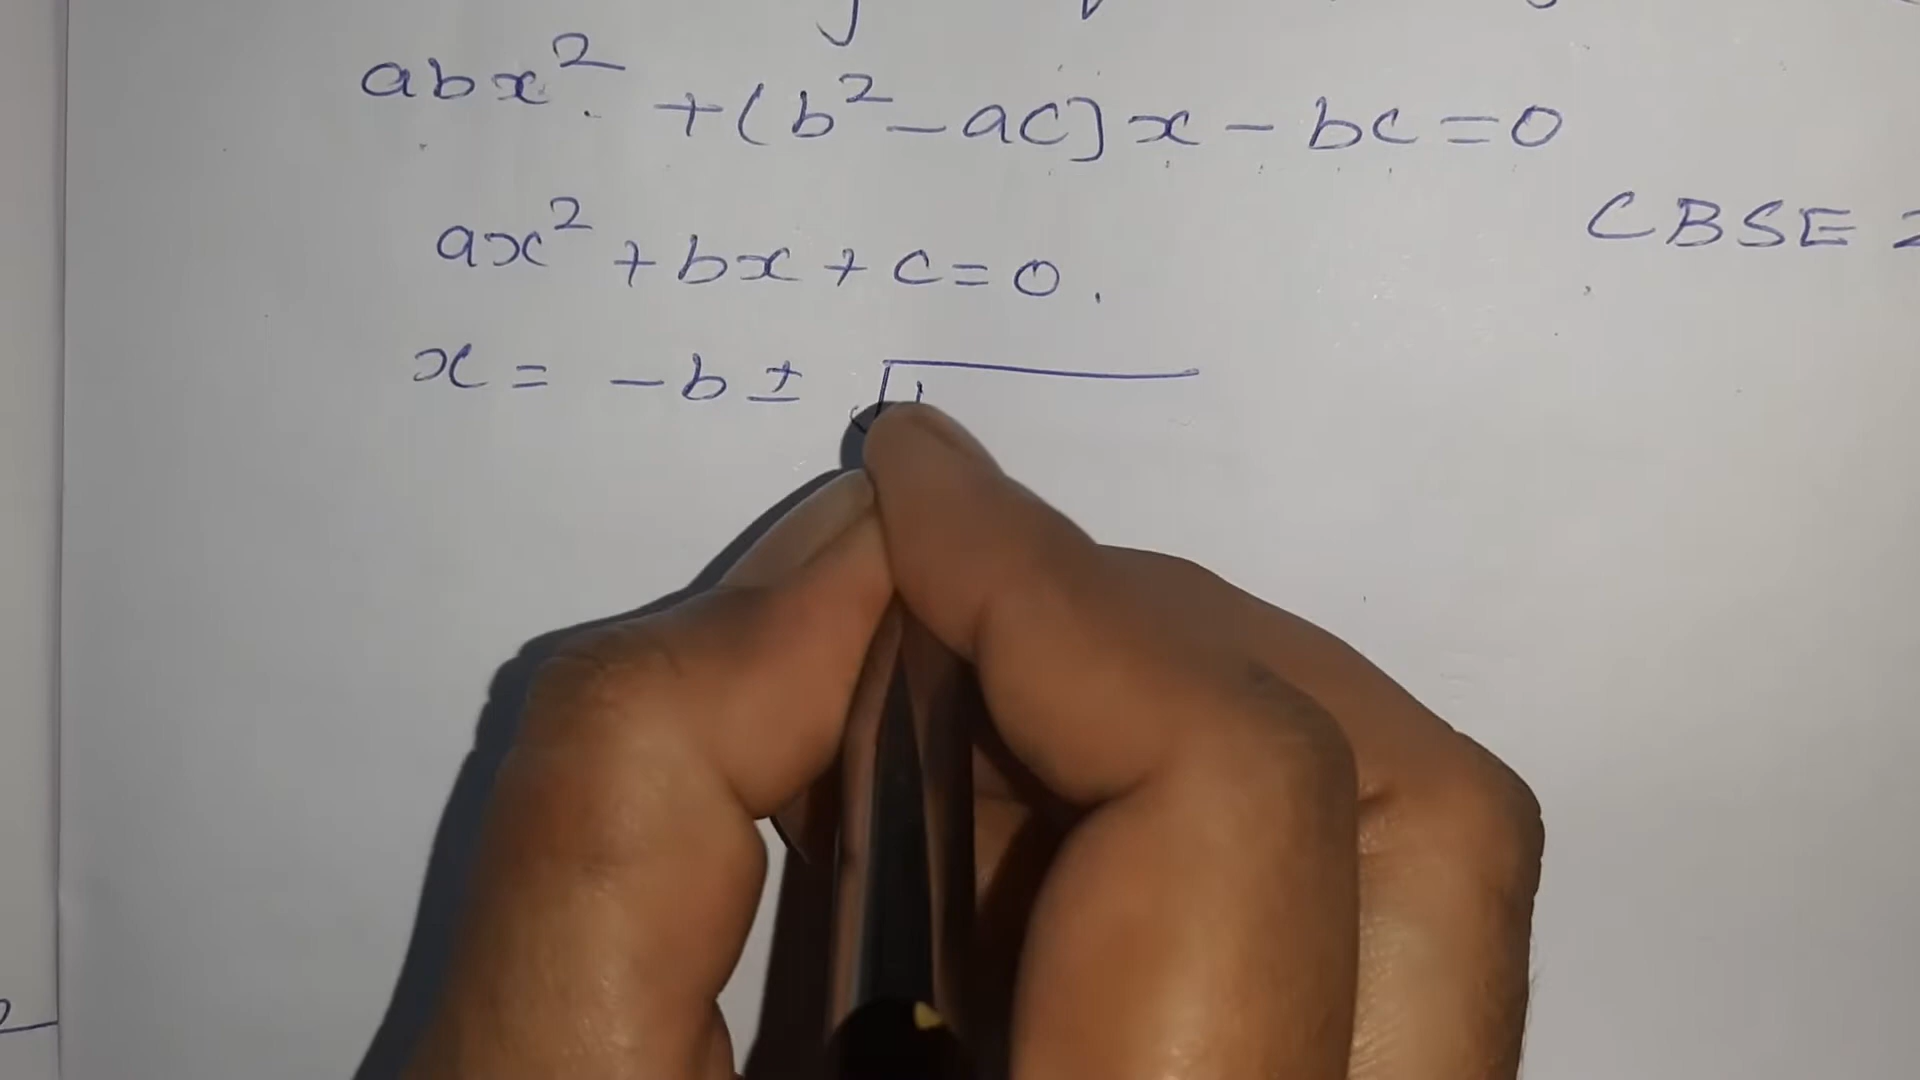 abx² + (b² - ac)x - bc = 0
CBSE
ax² + bx + c = 0.
x = -b ± √